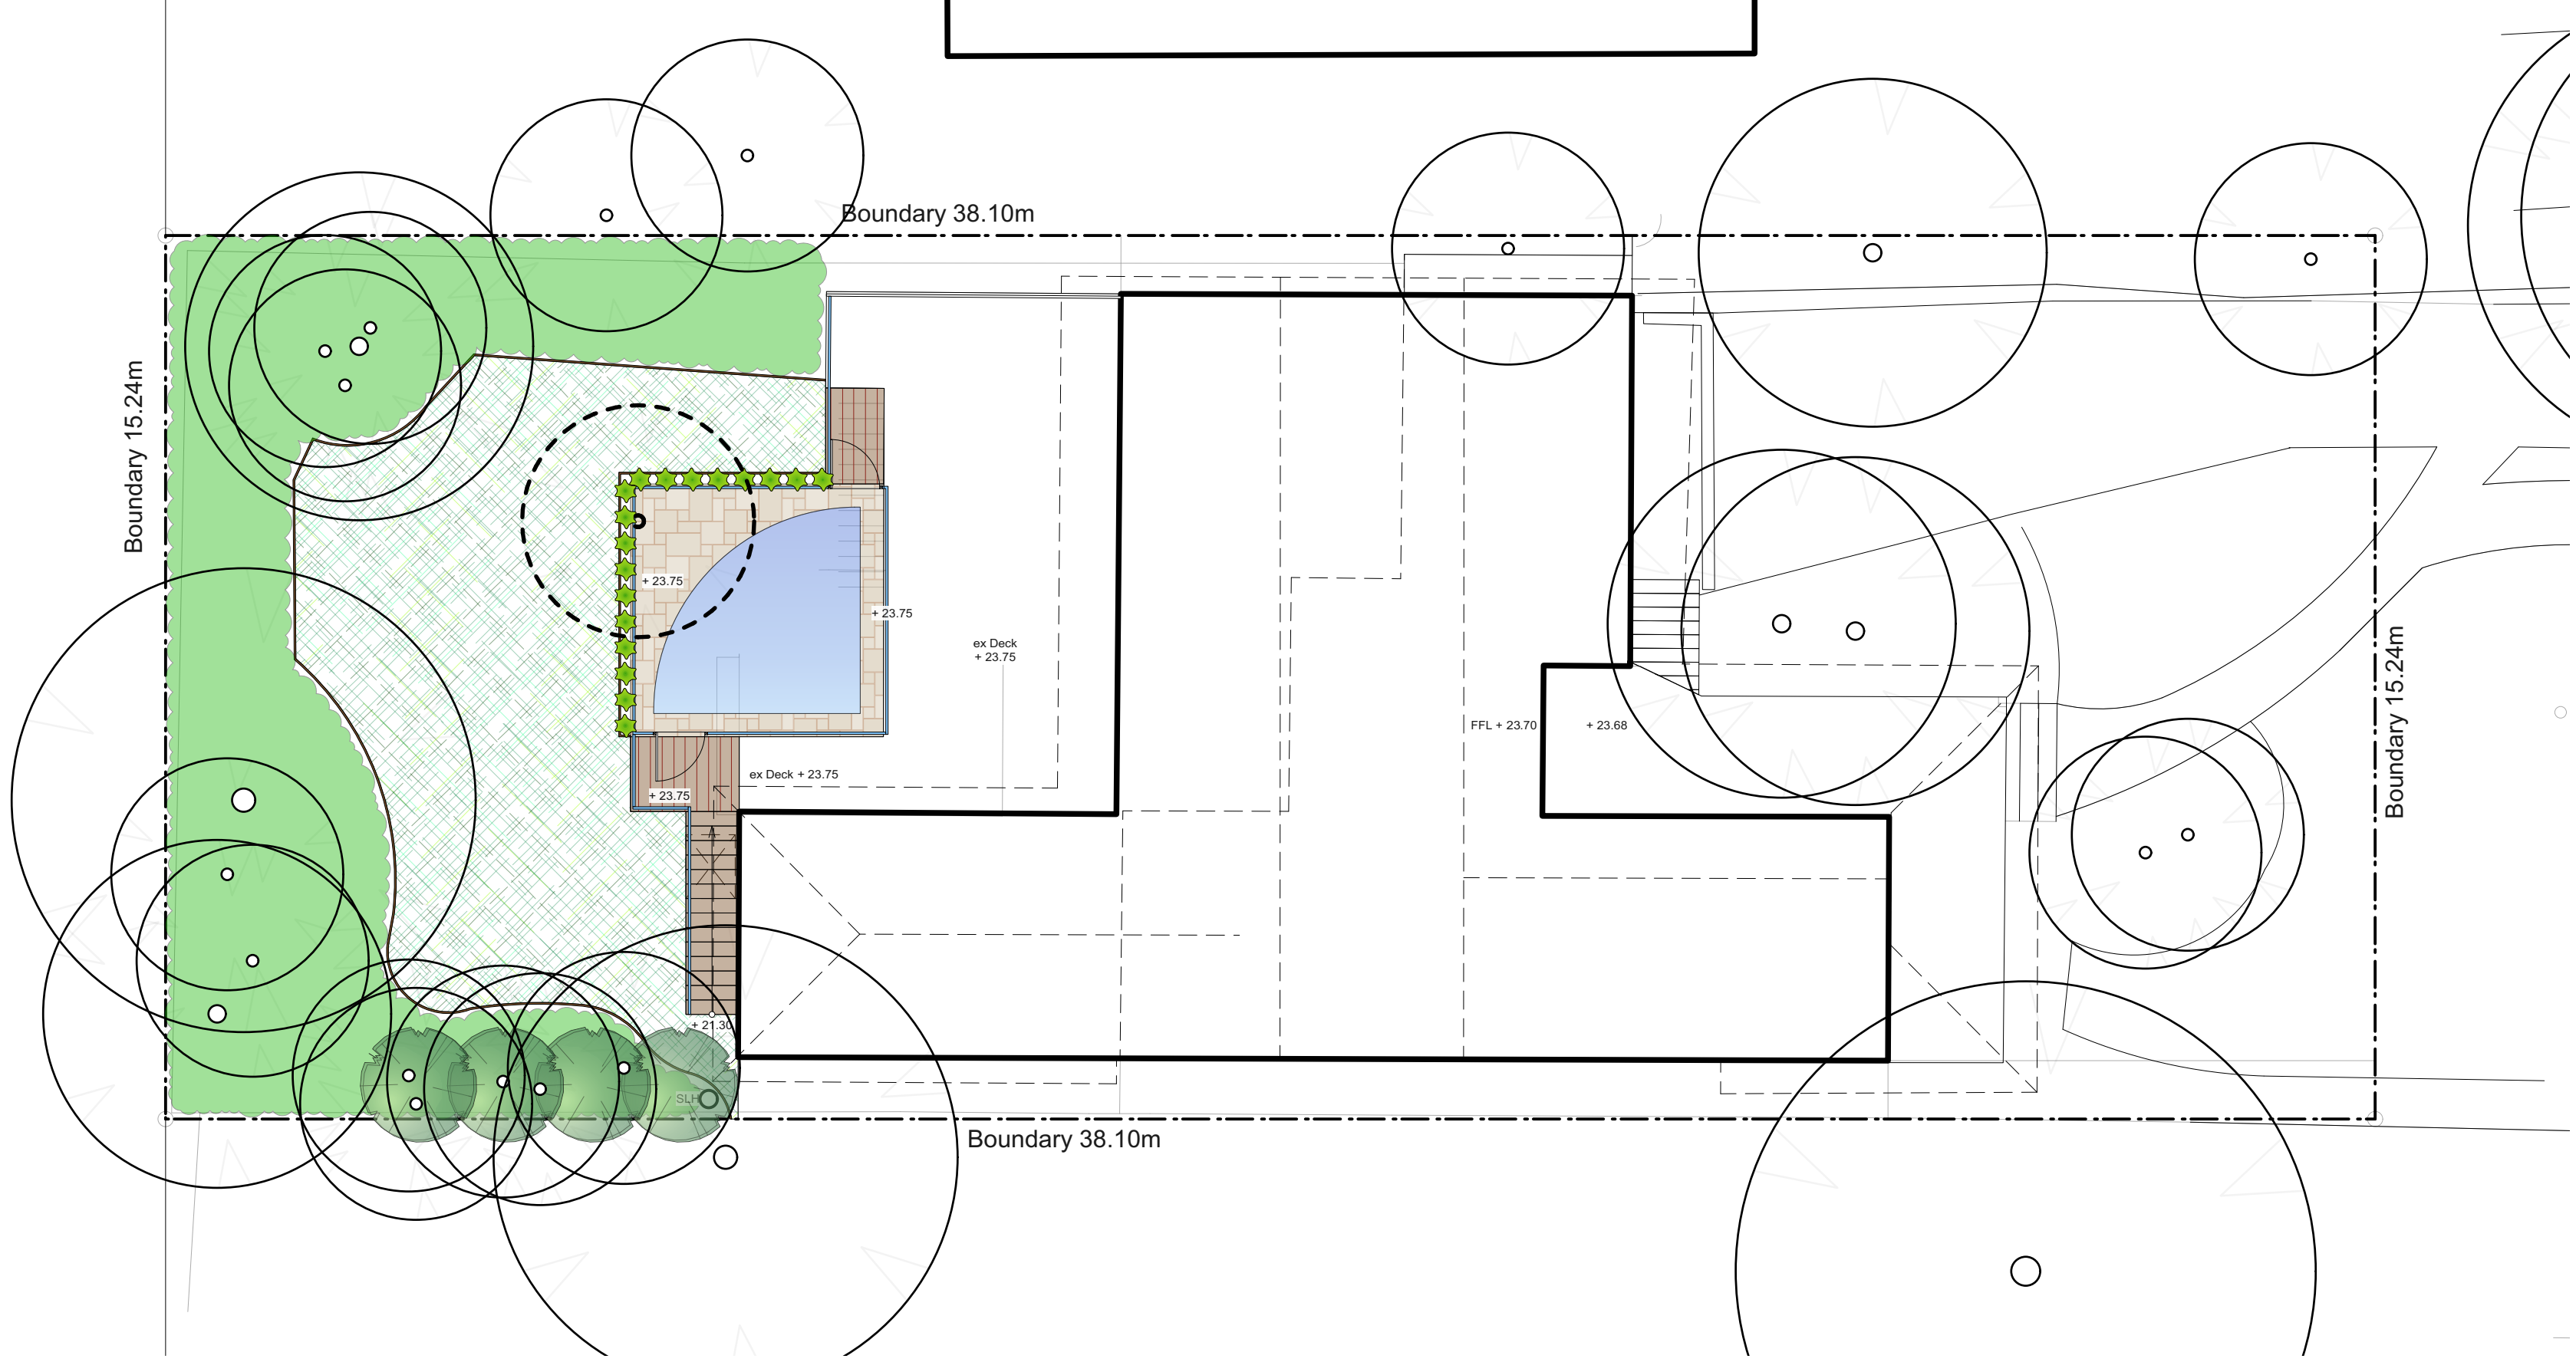 Boundary 38.10m
Boundary 15.24m
+ 23.75
+ 23.75
ex Deck
+ 23.75
FFL + 23.70
+ 23.68
ex Deck + 23.75
+ 23.75
Boundary 15.24m
+ 21.30
SLH
Boundary 38.10m